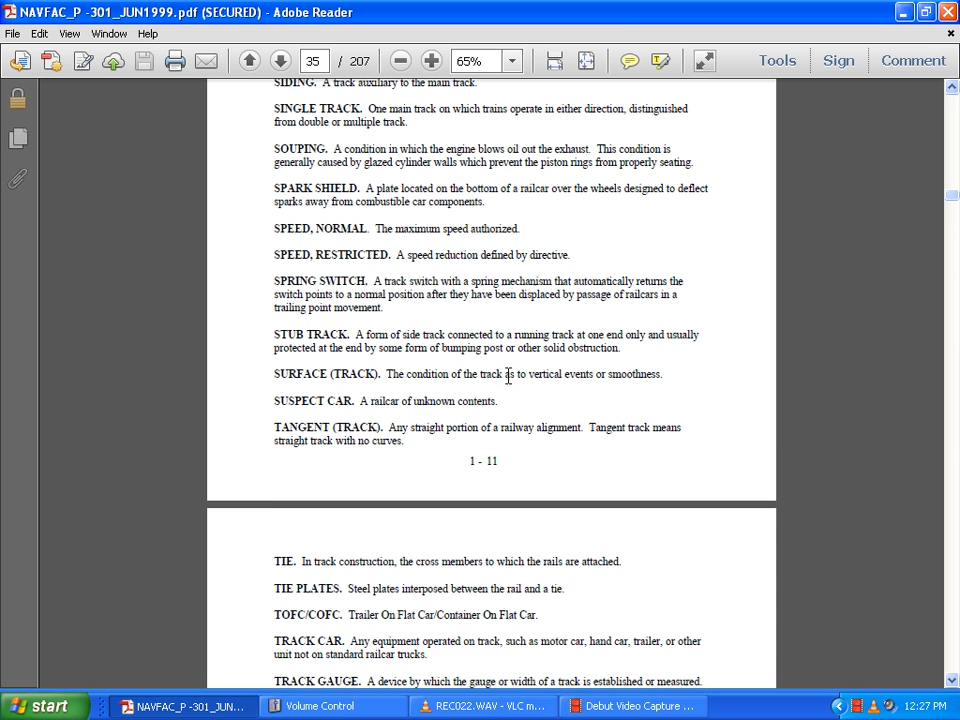 NAVFAC_P -301_JUN1999.pdf (SECURED) - Adobe Reader
File Edit View Window Help
35 / 207 65% Tools Sign Comment
SIDING. A track auxiliary to the main track.
SINGLE TRACK. One main track on which trains operate in either direction, distinguished
from double or multiple track.
SOUPING. A condition in which the engine blows oil out the exhaust. This condition is
generally caused by glazed cylinder walls which prevent the piston rings from properly seating.
SPARK SHIELD. A plate located on the bottom of a railcar over the wheels designed to deflect
sparks away from combustible car components.
SPEED, NORMAL. The maximum speed authorized.
SPEED, RESTRICTED. A speed reduction defined by directive.
SPRING SWITCH. A track switch with a spring mechanism that automatically returns the
switch points to a normal position after they have been displaced by passage of railcars in a
trailing point movement.
STUB TRACK. A form of side track connected to a running track at one end only and usually
protected at the end by some form of bumping post or other solid obstruction.
SURFACE (TRACK). The condition of the track as to vertical events or smoothness.
SUSPECT CAR. A railcar of unknown contents.
TANGENT (TRACK). Any straight portion of a railway alignment. Tangent track means
straight track with no curves.
1 - 11
TIE. In track construction, the cross members to which the rails are attached.
TIE PLATES. Steel plates interposed between the rail and a tie.
TOFC/COFC. Trailer On Flat Car/Container On Flat Car.
TRACK CAR. Any equipment operated on track, such as motor car, hand car, trailer, or other
unit not on standard railcar trucks.
TRACK GAUGE. A device by which the gauge or width of a track is established or measured.
start NAVFAC_P -301_JUN... Volume Control REC022.WAV - VLC m... Debut Video Capture ... 12:27 PM